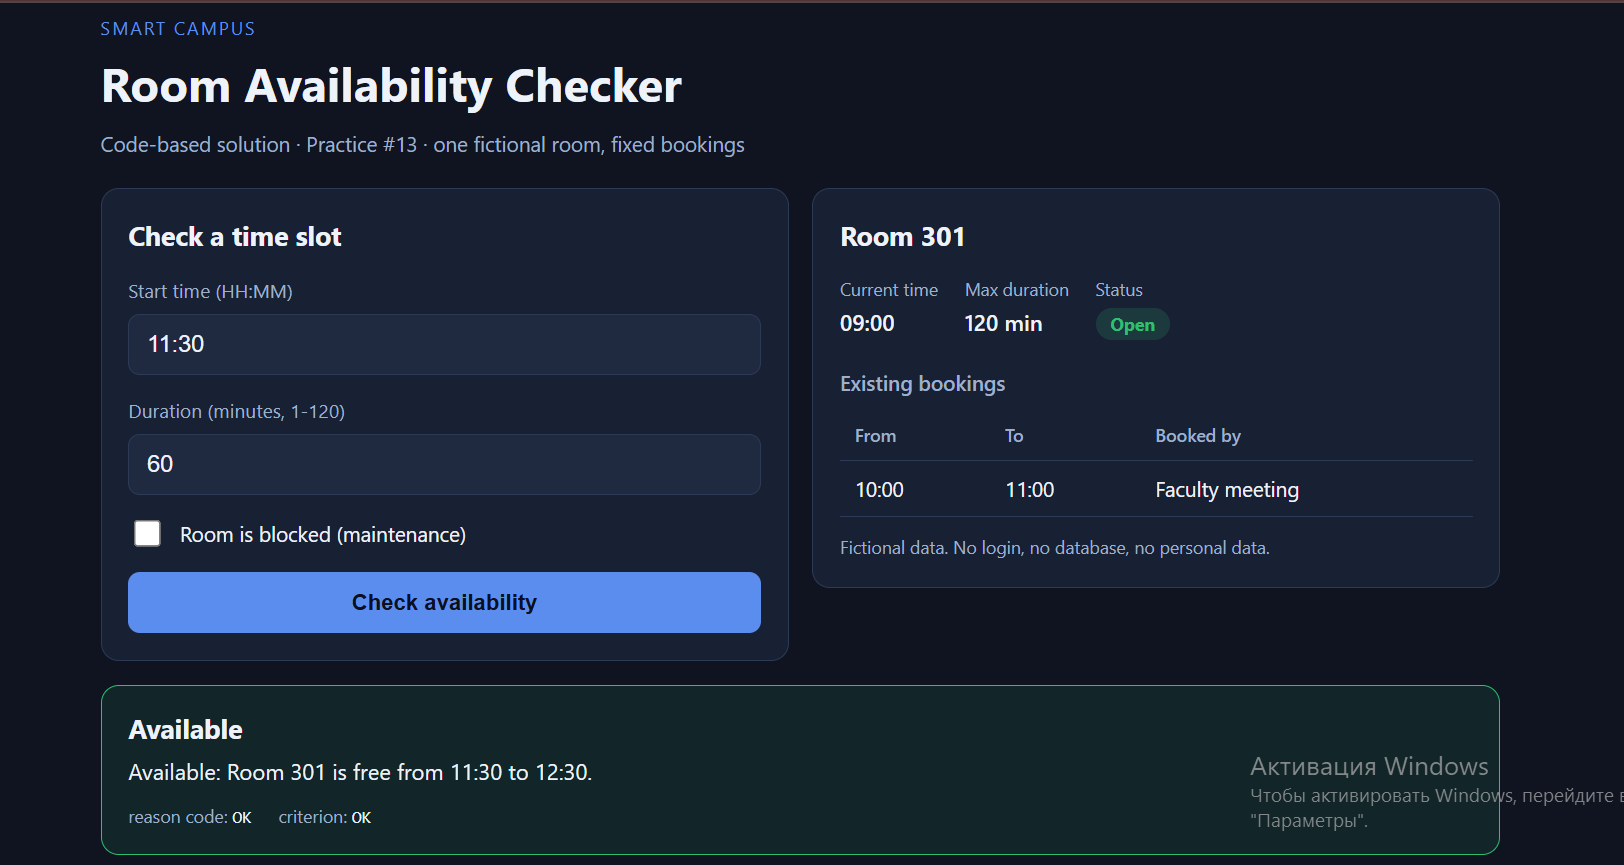 SMART CAMPUS
Room Availability Checker
Code-based solution · Practice #13 · one fictional room, fixed bookings
Check a time slot
Start time (HH:MM)
11:30
Duration (minutes, 1-120)
60
Room is blocked (maintenance)
Check availability
Room 301
Current time Max duration Status
09:00 120 min Open
Existing bookings
From To Booked by
10:00 11:00 Faculty meeting
Fictional data. No login, no database, no personal data.
Available
Available: Room 301 is free from 11:30 to 12:30.
reason code: OK criterion: OK
Активация Windows
Чтобы активировать Windows, перейдите в
"Параметры".